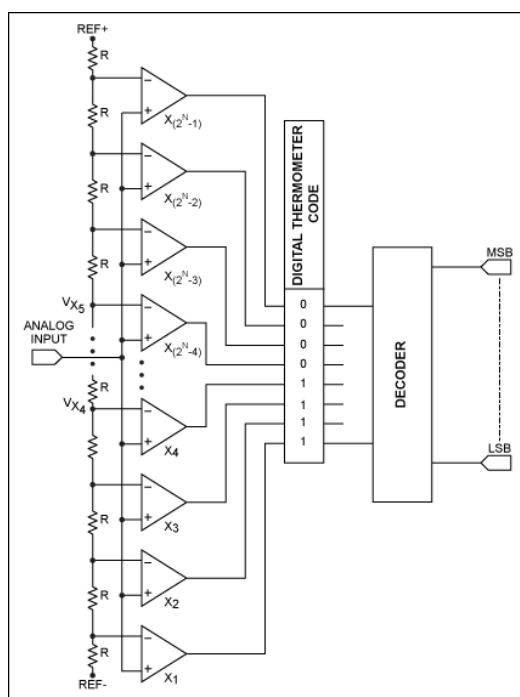 REF+
R
R
X(2^N-1)
R
X(2^N-2)
R
X(2^N-3)
VX5
ANALOG
INPUT
X(2^N-4)
R
VX4
X4
R
X3
R
X2
R
R
X1
REF-
DIGITAL THERMOMETER
CODE
0
0
0
0
1
1
1
1
DECODER
MSB
LSB